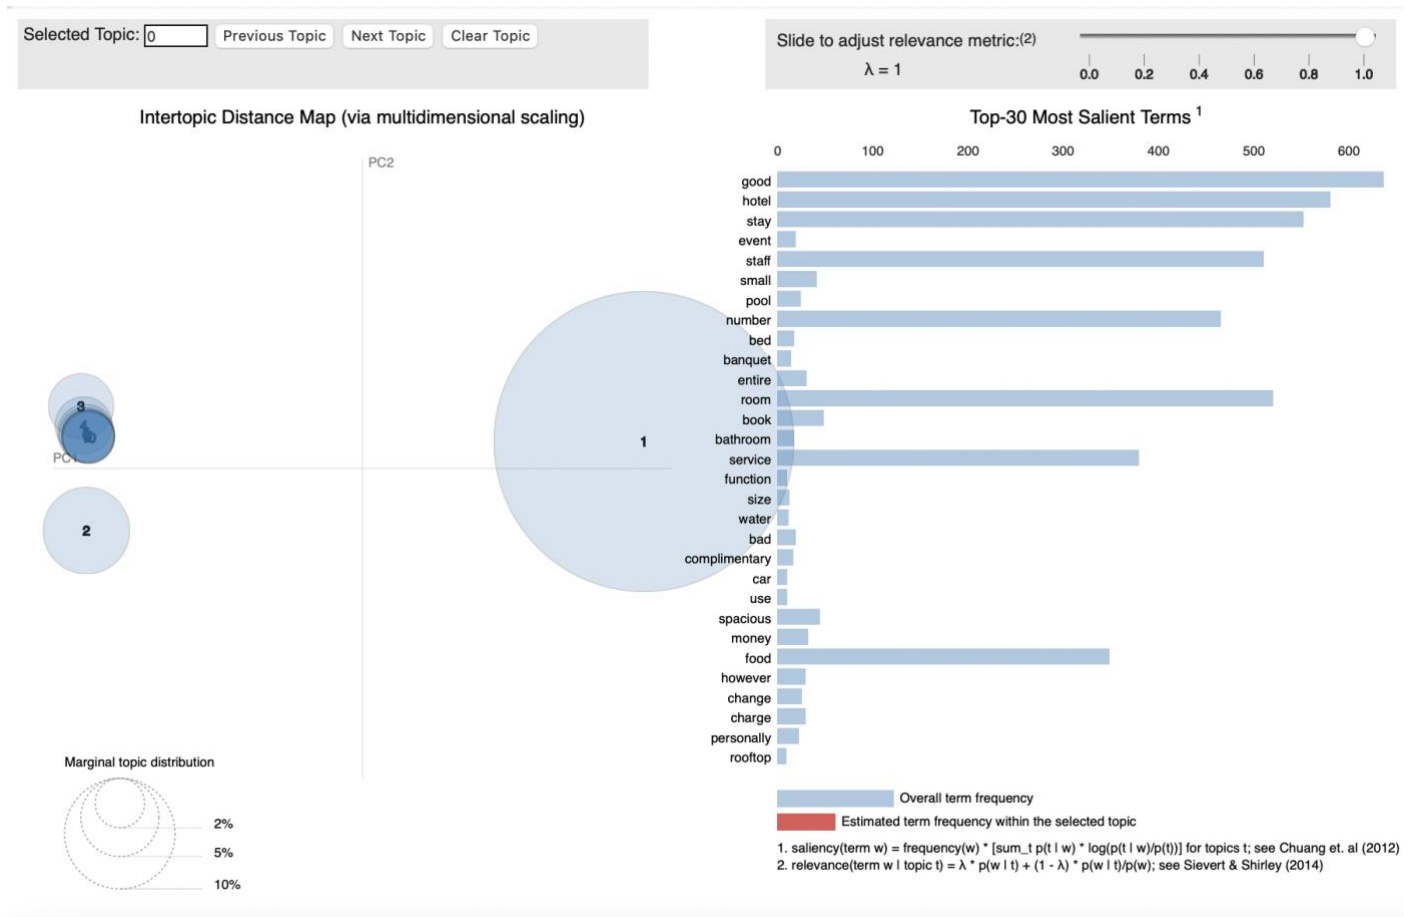 Selected Topic: 0 Previous Topic Next Topic Clear Topic
Slide to adjust relevance metric:(2)
λ = 1
0.0 0.2 0.4 0.6 0.8 1.0
Intertopic Distance Map (via multidimensional scaling)
PC2
3
PC1
1
2
Marginal topic distribution
2%
5%
10%
Top-30 Most Salient Terms 1
0 100 200 300 400 500 600
good
hotel
stay
event
staff
small
pool
number
bed
banquet
entire
room
book
bathroom
service
function
size
water
bad
complimentary
car
use
spacious
money
food
however
change
charge
personally
rooftop
Overall term frequency
Estimated term frequency within the selected topic
1. saliency(term w) = frequency(w) * [sum_t p(t | w) * log(p(t | w)/p(t))] for topics t; see Chuang et. al (2012)
2. relevance(term w | topic t) = λ * p(w | t) + (1 - λ) * p(w | t)/p(w); see Sievert & Shirley (2014)